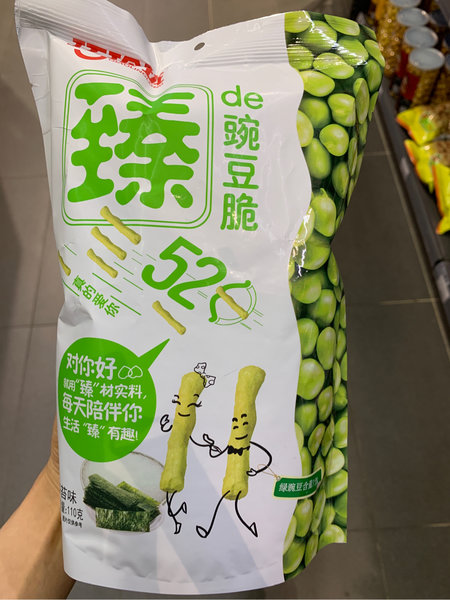 臻
de
豌豆脆
520
真的爱你
对你好
就用“臻”材实料,
每天陪伴你
生活“臻”有趣!
苔味
:110克